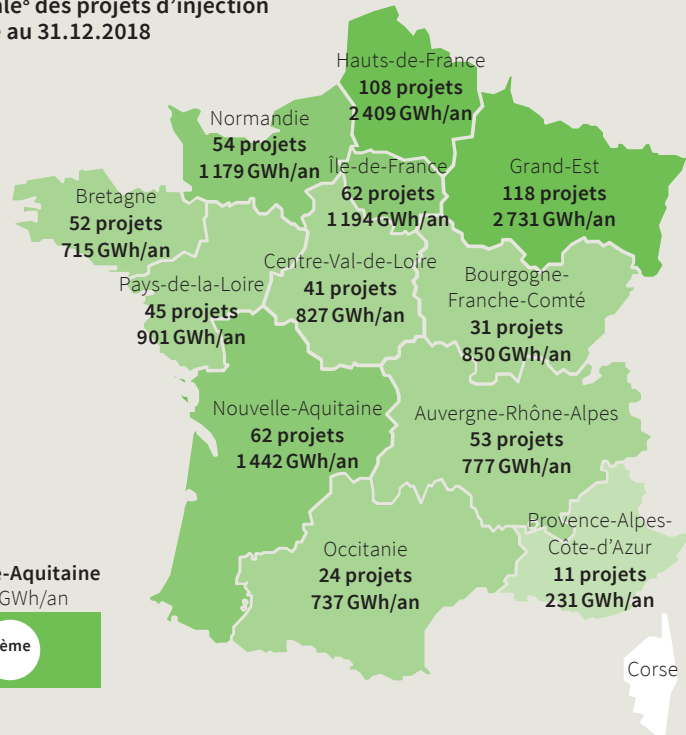 des projets d'injection
au 31.12.2018
Hauts-de-France
108 projets
2 409 GWh/an
Normandie
54 projets
1 179 GWh/an
Île-de-France
62 projets
1 194 GWh/an
Grand-Est
118 projets
2 731 GWh/an
Bretagne
52 projets
715 GWh/an
Centre-Val-de-Loire
41 projets
827 GWh/an
Pays-de-la-Loire
45 projets
901 GWh/an
Bourgogne-
Franche-Comté
31 projets
850 GWh/an
Nouvelle-Aquitaine
62 projets
1 442 GWh/an
Auvergne-Rhône-Alpes
53 projets
777 GWh/an
Provence-Alpes-
Côte-d'Azur
11 projets
231 GWh/an
Occitanie
24 projets
737 GWh/an
e-Aquitaine
GWh/an
ème
Corse